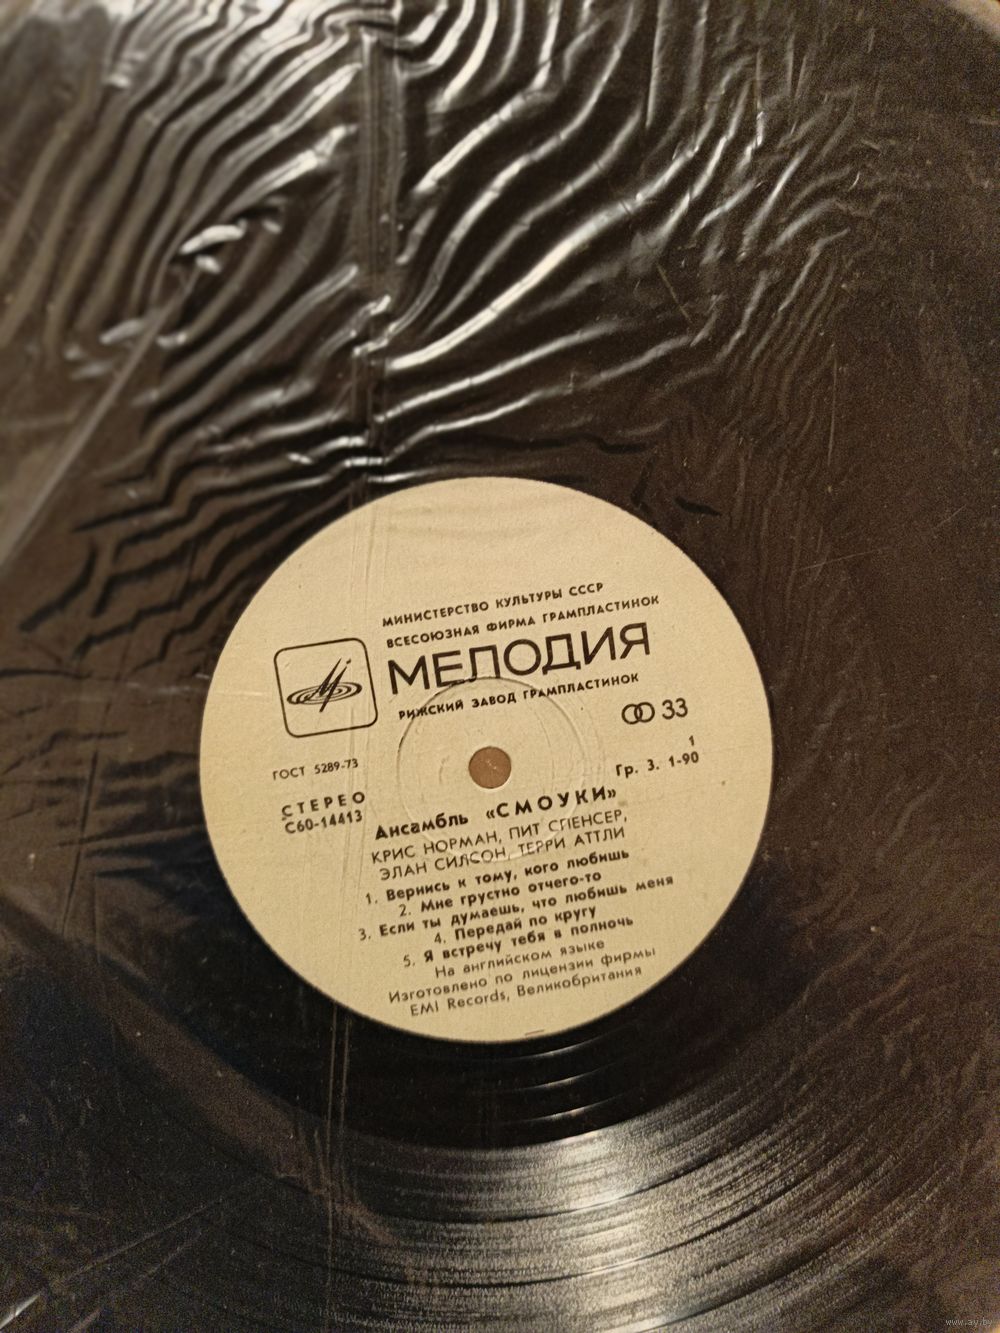 МИНИСТЕРСТВО КУЛЬТУРЫ СССР
ВСЕСОЮЗНАЯ ФИРМА ГРАМПЛАСТИНОК
МЕЛОДИЯ
РИЖСКИЙ ЗАВОД ГРАМПЛАСТИНОК
33
ГОСТ 5289-73
1
Гр. 3. 1-90
СТЕРЕО
С60-14413
Ансамбль «СМОУКИ»
КРИС НОРМАН, ПИТ СПЕНСЕР,
ЭЛАН СИЛСОН, ТЕРРИ АТТЛИ
1. Вернись к тому, кого любишь
2. Мне грустно отчего-то
3. Если ты думаешь, что любишь меня
4. Передай по кругу
5. Я встречу тебя в полночь
На английском языке
Изготовлено по лицензии фирмы
EMI Records, Великобритания
www.ay.by